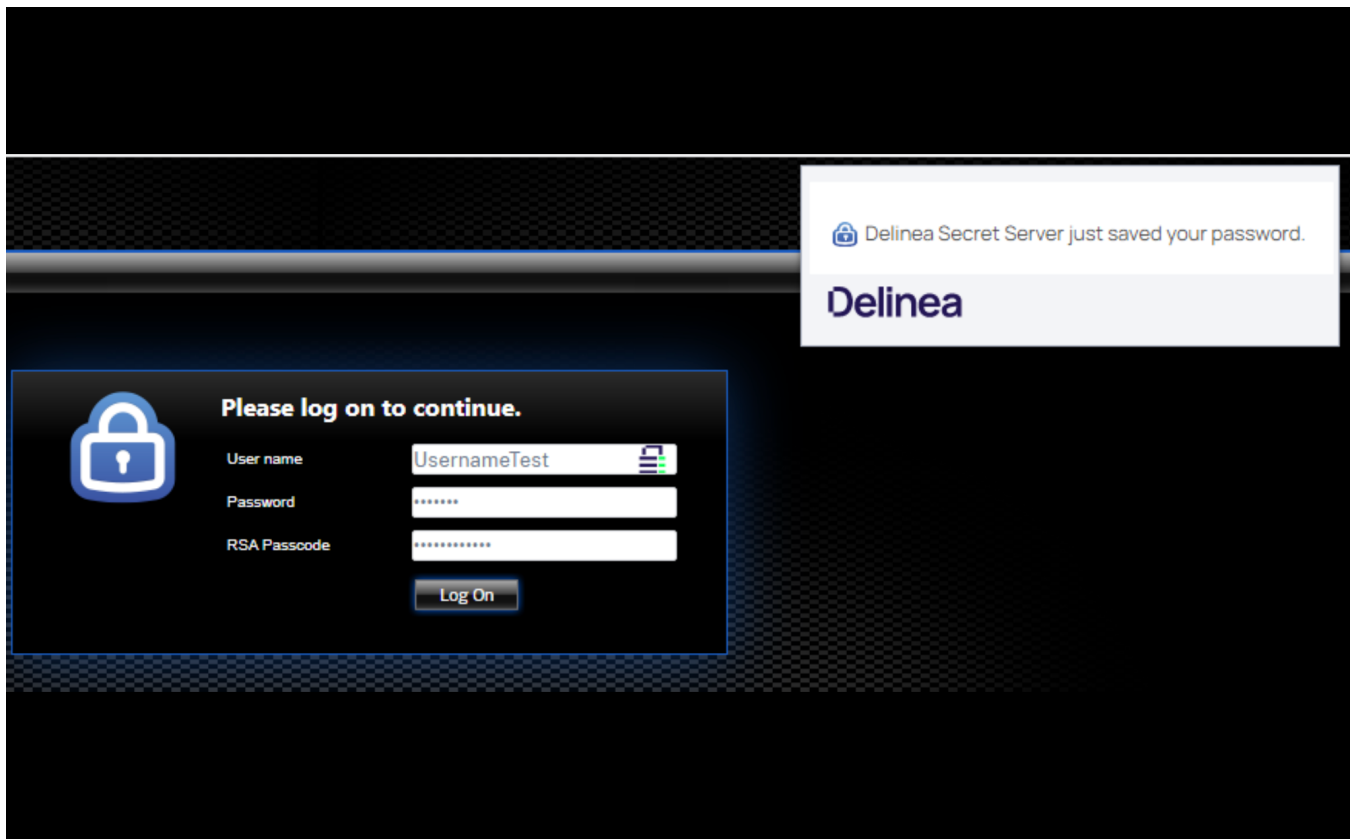 Delinea Secret Server just saved your password.
Delinea
Please log on to continue.
User name
UsernameTest
Password
•••••••
RSA Passcode
••••••••••••
Log On